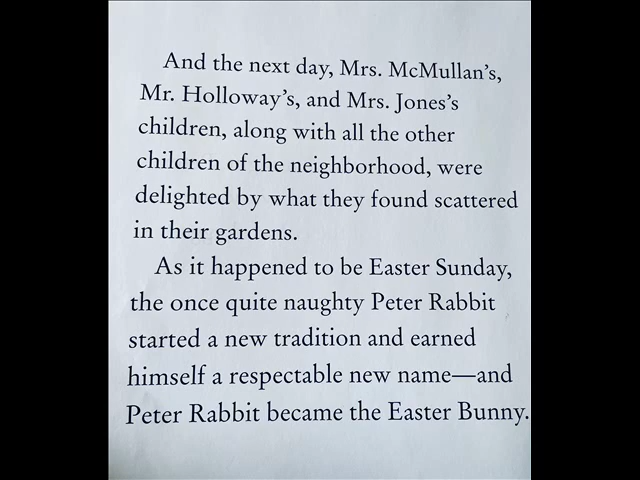 And the next day, Mrs. McMullan's,
Mr. Holloway's, and Mrs. Jones's
children, along with all the other
children of the neighborhood, were
delighted by what they found scattered
in their gardens.
As it happened to be Easter Sunday,
the once quite naughty Peter Rabbit
started a new tradition and earned
himself a respectable new name—and
Peter Rabbit became the Easter Bunny.